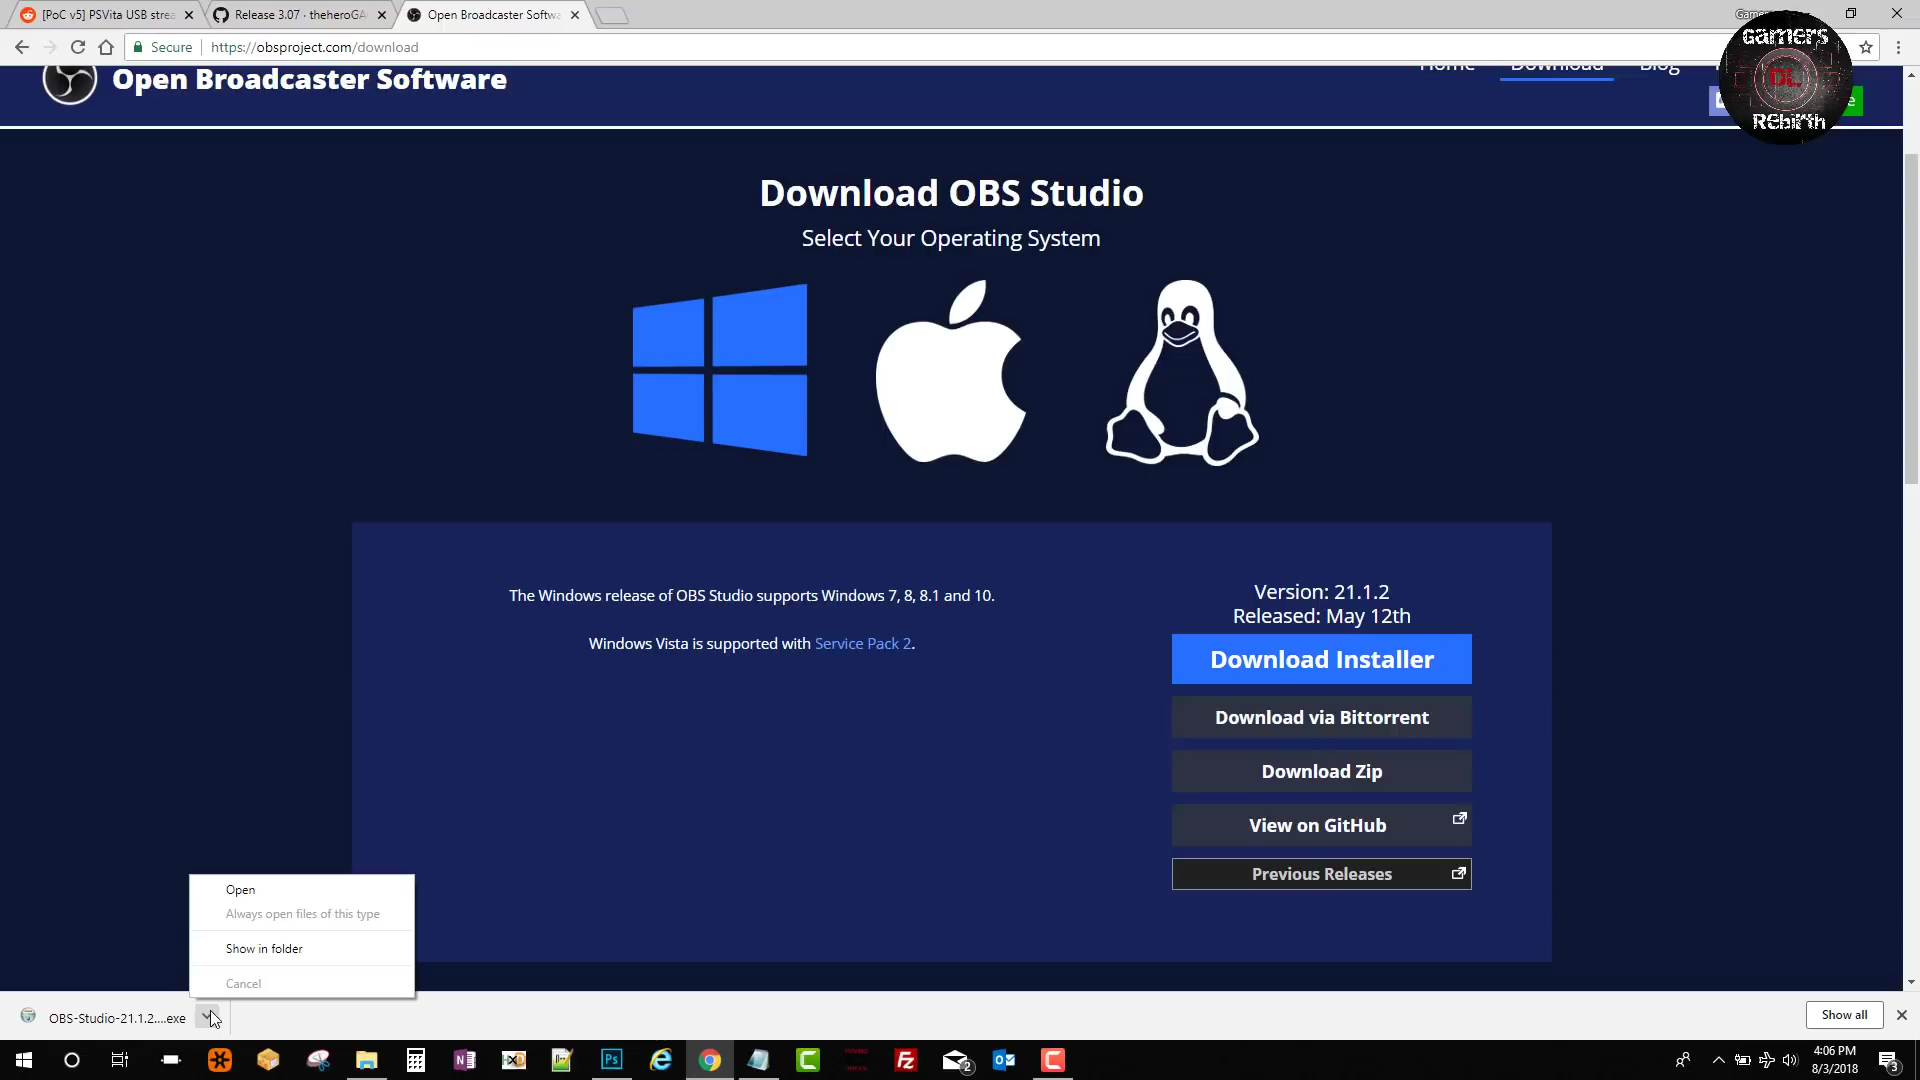 [PoC v5] PSVita USB strea
Release 3.07 · theheroGA
Open Broadcaster Softwa
Secure
https://obsproject.com/download
Open Broadcaster Software
Home
Download
Blog
GamErs
DL
REbirth
Download OBS Studio
Select Your Operating System
The Windows release of OBS Studio supports Windows 7, 8, 8.1 and 10.
Windows Vista is supported with Service Pack 2.
Version: 21.1.2
Released: May 12th
Download Installer
Download via Bittorrent
Download Zip
View on GitHub
Previous Releases
Open
Always open files of this type
Show in folder
Cancel
OBS-Studio-21.1.2....exe
Show all
4:06 PM
8/3/2018